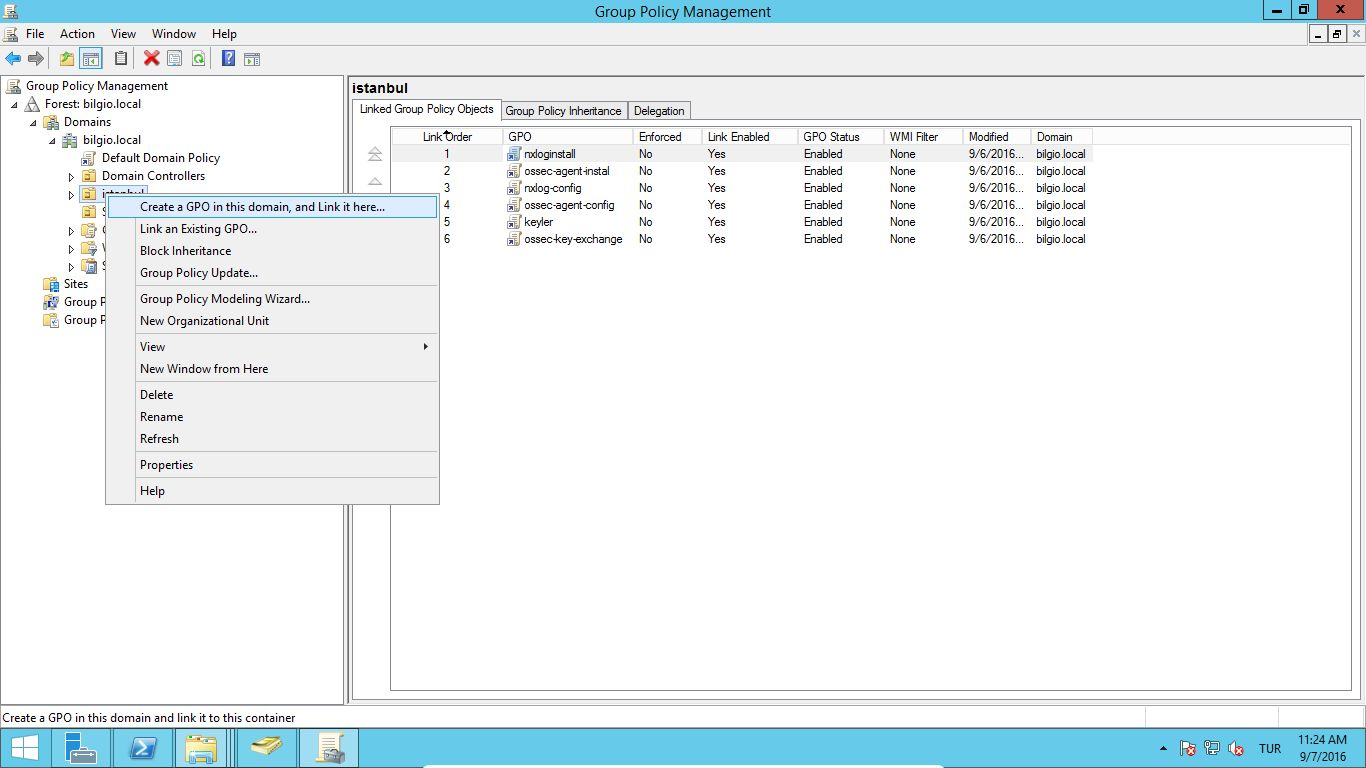 Group Policy Management
File Action View Window Help
Group Policy Management
Forest: bilgio.local
Domains
bilgio.local
Default Domain Policy
Domain Controllers
istanbul
Sites
Group P
Group P
Create a GPO in this domain, and Link it here...
Link an Existing GPO...
Block Inheritance
Group Policy Update...
Group Policy Modeling Wizard...
New Organizational Unit
View
New Window from Here
Delete
Rename
Refresh
Properties
Help
istanbul
Linked Group Policy Objects Group Policy Inheritance Delegation
Link Order GPO Enforced Link Enabled GPO Status WMI Filter Modified Domain
1 nxloginstall No Yes Enabled None 9/6/2016... bilgio.local
2 ossec-agent-instal No Yes Enabled None 9/6/2016... bilgio.local
3 nxlog-config No Yes Enabled None 9/6/2016... bilgio.local
4 ossec-agent-config No Yes Enabled None 9/6/2016... bilgio.local
5 keyler No Yes Enabled None 9/6/2016... bilgio.local
6 ossec-key-exchange No Yes Enabled None 9/6/2016... bilgio.local
Create a GPO in this domain and link it to this container
TUR
11:24 AM
9/7/2016